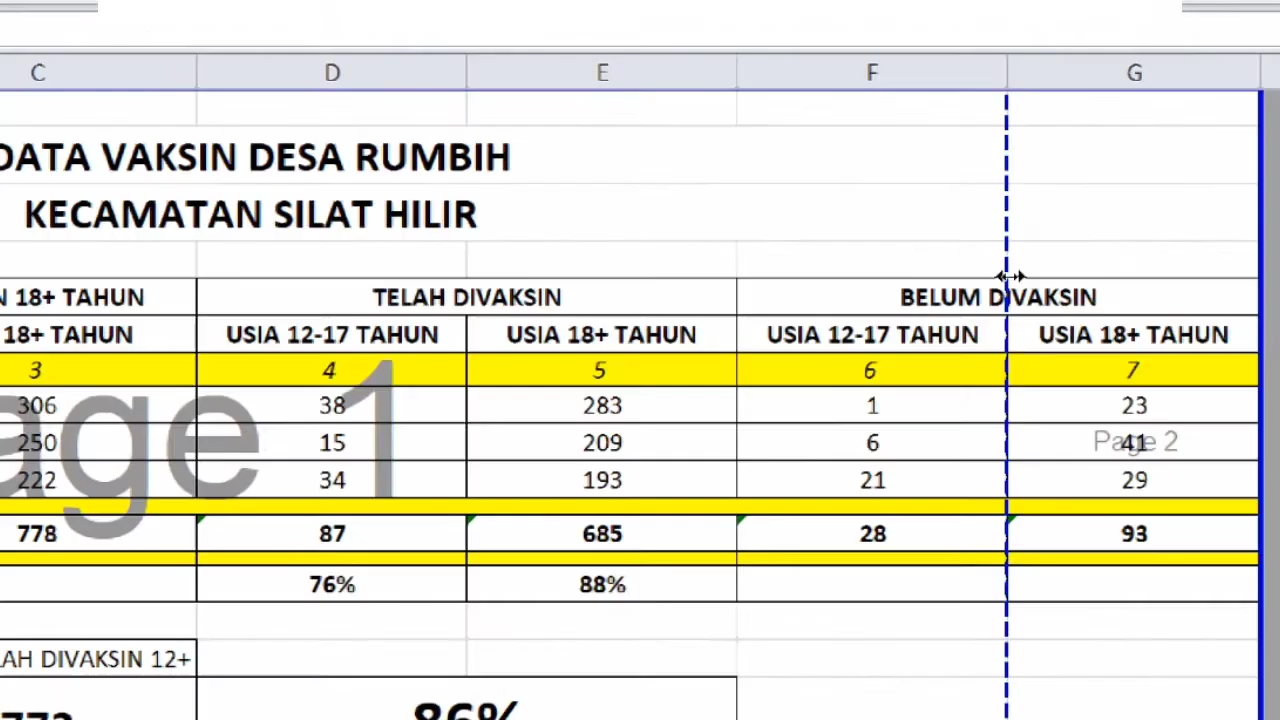 C D E F G
DATA VAKSIN DESA RUMBIH
KECAMATAN SILAT HILIR
18+ TAHUN TELAH DIVAKSIN BELUM DIVAKSIN
18+ TAHUN USIA 12-17 TAHUN USIA 18+ TAHUN USIA 12-17 TAHUN USIA 18+ TAHUN
3 4 5 6 7
306 38 283 1 23
250 15 209 6 41
222 34 193 21 29
Page 1
Page 2
778 87 685 28 93
76% 88%
LAH DIVAKSIN 12+
772 86%